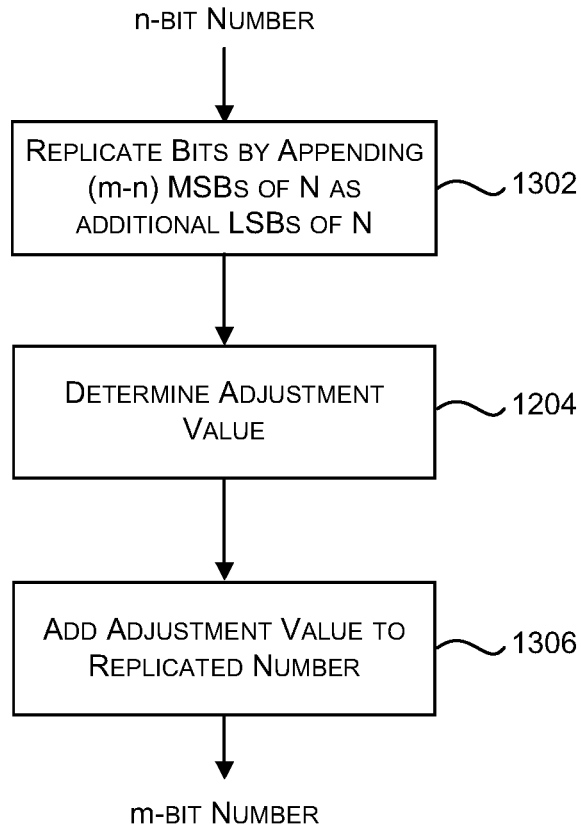 n-BIT NUMBER
REPLICATE BITS BY APPENDING
(m-n) MSBS OF N AS
ADDITIONAL LSBS OF N
1302
DETERMINE ADJUSTMENT
VALUE
1204
ADD ADJUSTMENT VALUE TO
REPLICATED NUMBER
1306
m-BIT NUMBER